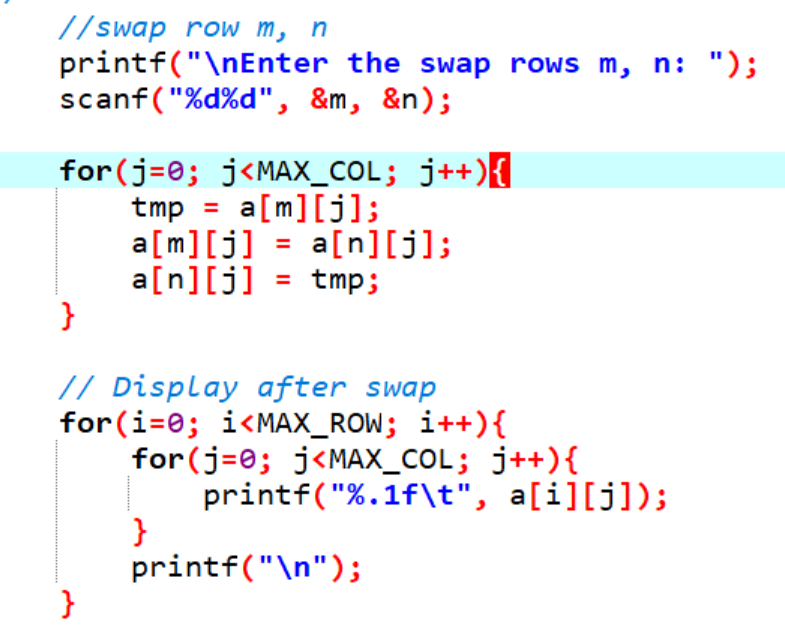 //swap row m, n
printf("\nEnter the swap rows m, n: ");
scanf("%d%d", &m, &n);
for(j=0; j<MAX_COL; j++){
tmp = a[m][j];
a[m][j] = a[n][j];
a[n][j] = tmp;
}
// Display after swap
for(i=0; i<MAX_ROW; i++){
for(j=0; j<MAX_COL; j++){
printf("%.1f\t", a[i][j]);
}
printf("\n");
}